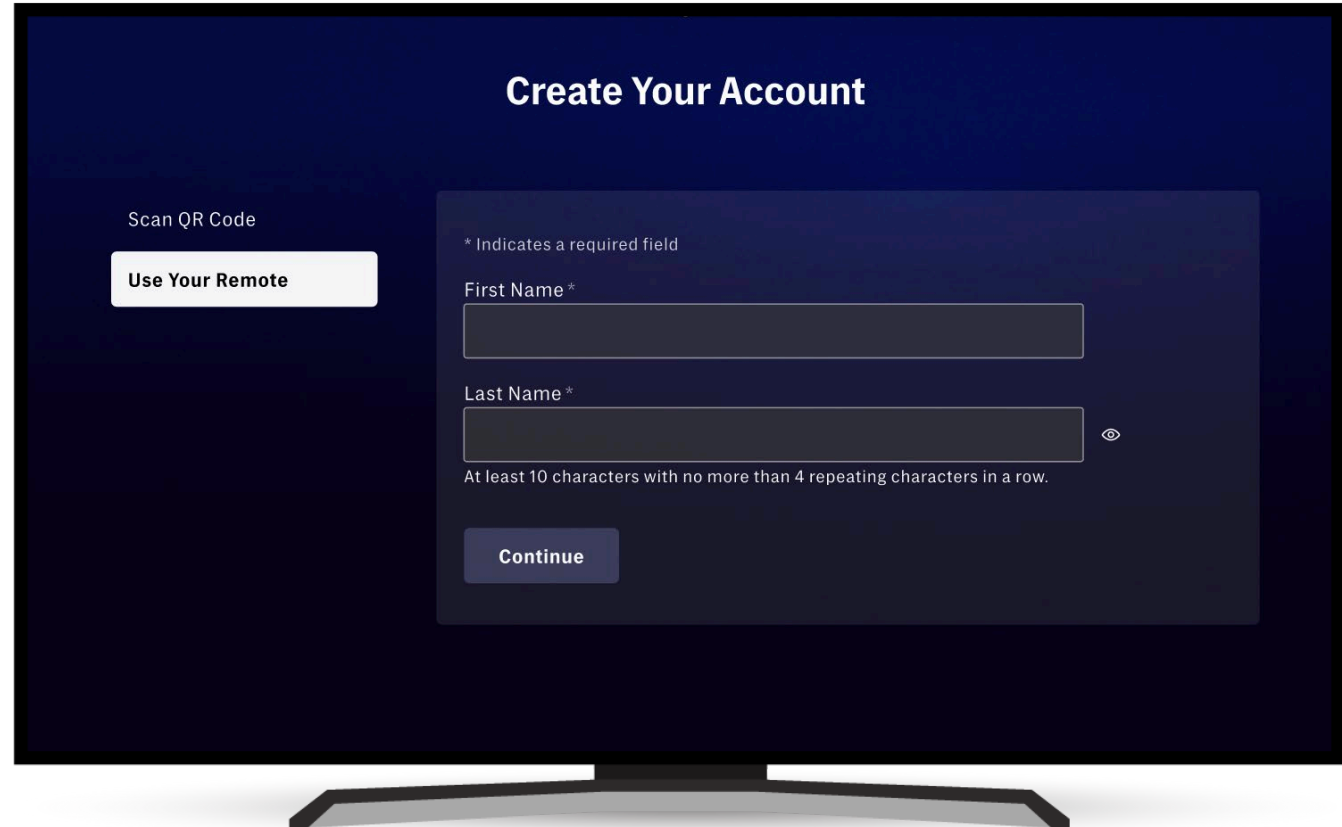 Create Your Account
Scan QR Code
Use Your Remote
* Indicates a required field
First Name *
Last Name *
At least 10 characters with no more than 4 repeating characters in a row.
Continue